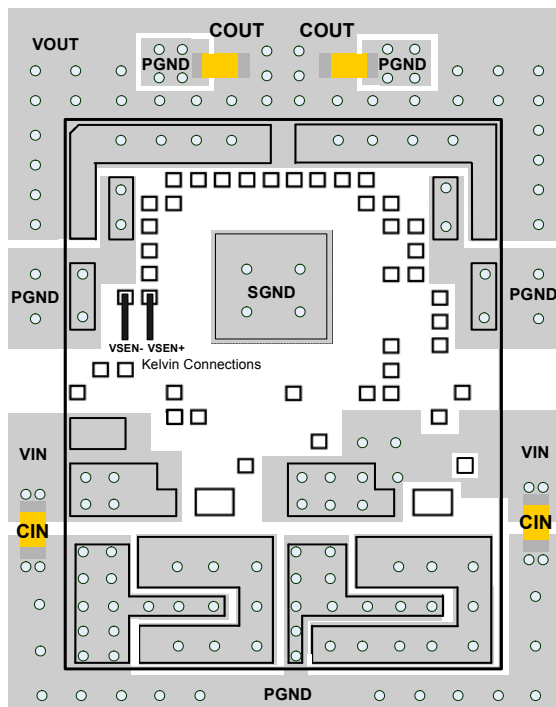 VOUT
COUT COUT
PGND PGND
SGND
PGND PGND
VSEN- VSEN+
Kelvin Connections
VIN VIN
CIN CIN
PGND